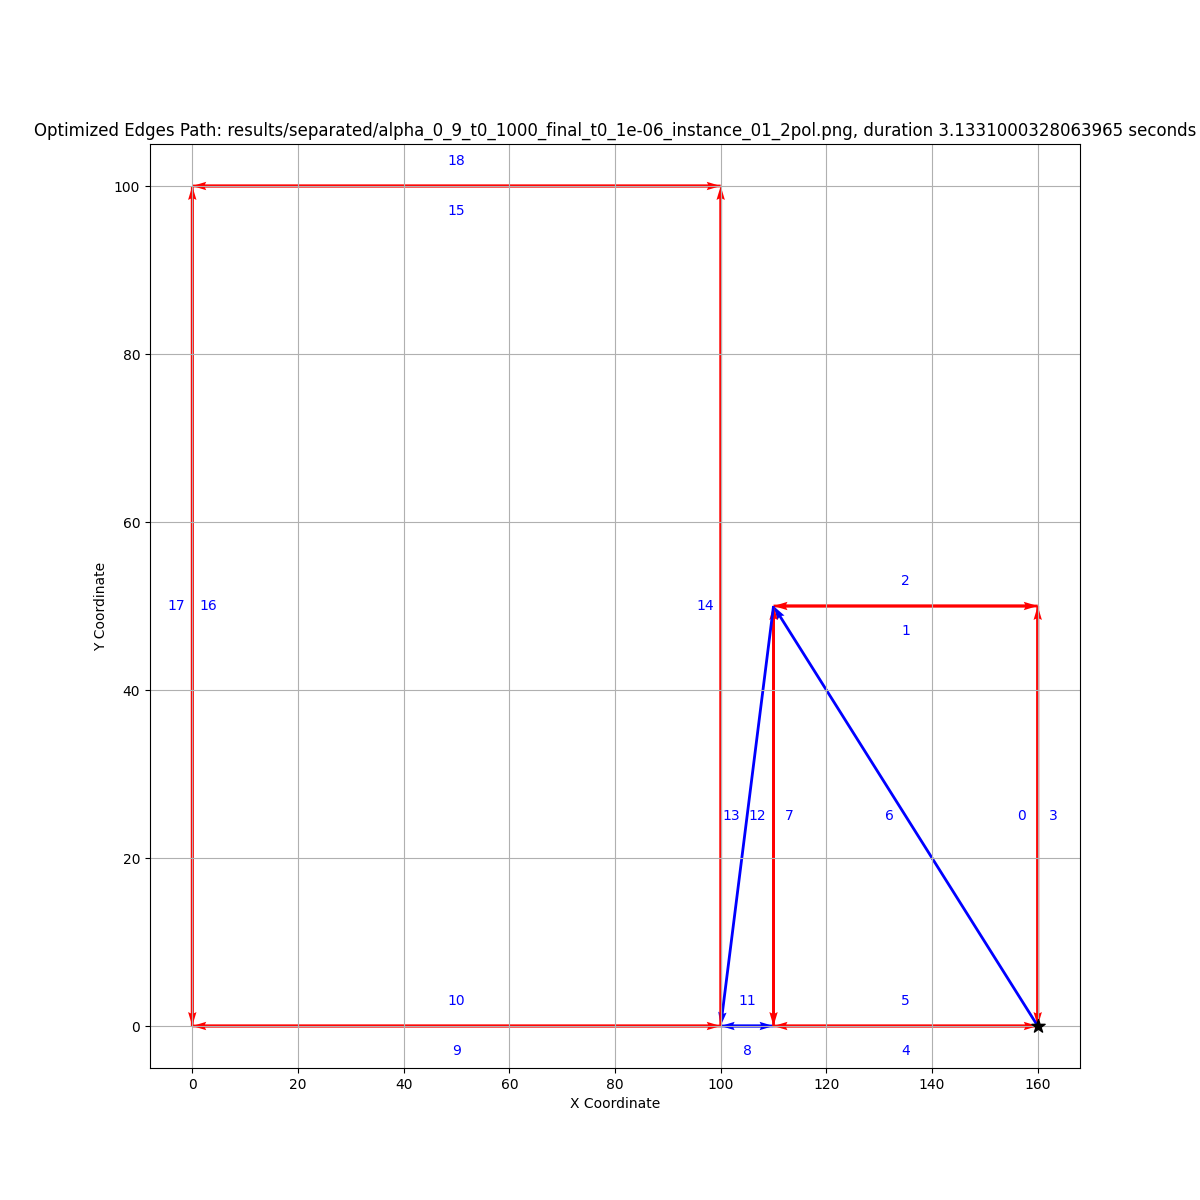 Optimized Edges Path: results/separated/alpha_0_9_t0_1000_final_t0_1e-06_instance_01_2pol.png, duration 3.1331000328063965 seconds
18
100
15
80
60
2
17 16 14
1
40
13 12 7 6 0 3
20
10 11 5
0
9 8 4
0 20 40 60 80 100 120 140 160
X Coordinate
Y Coordinate